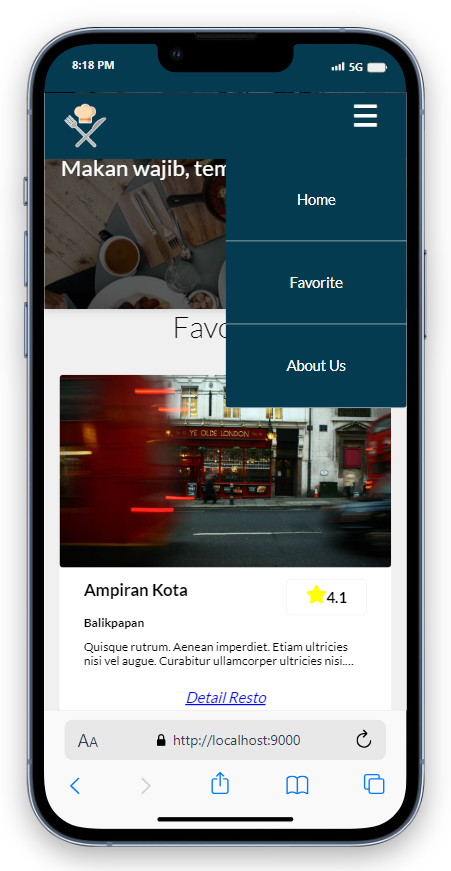 8:18 PM
5G
Makan wajib, tem
Home
Favorite
About Us
Favo
YE OLDE LONDON
Ampiran Kota
4.1
Balikpapan
Quisque rutrum. Aenean imperdiet. Etiam ultricies
nisi vel augue. Curabitur ullamcorper ultricies nisi....
Detail Resto
AA
http://localhost:9000